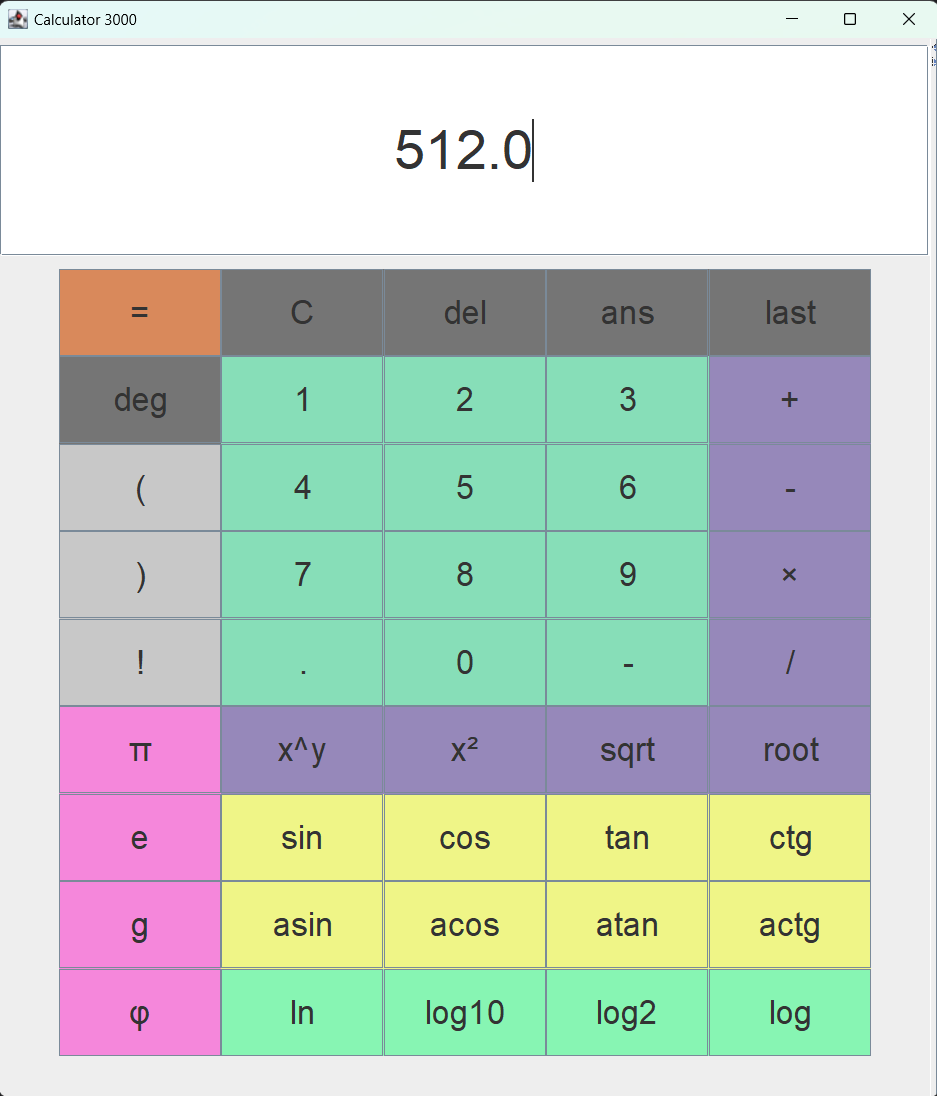 Calculator 3000
512.0
= C del ans last
deg 1 2 3 +
( 4 5 6 -
) 7 8 9 ×
! . 0 - /
π x^y x² sqrt root
e sin cos tan ctg
g asin acos atan actg
φ ln log10 log2 log